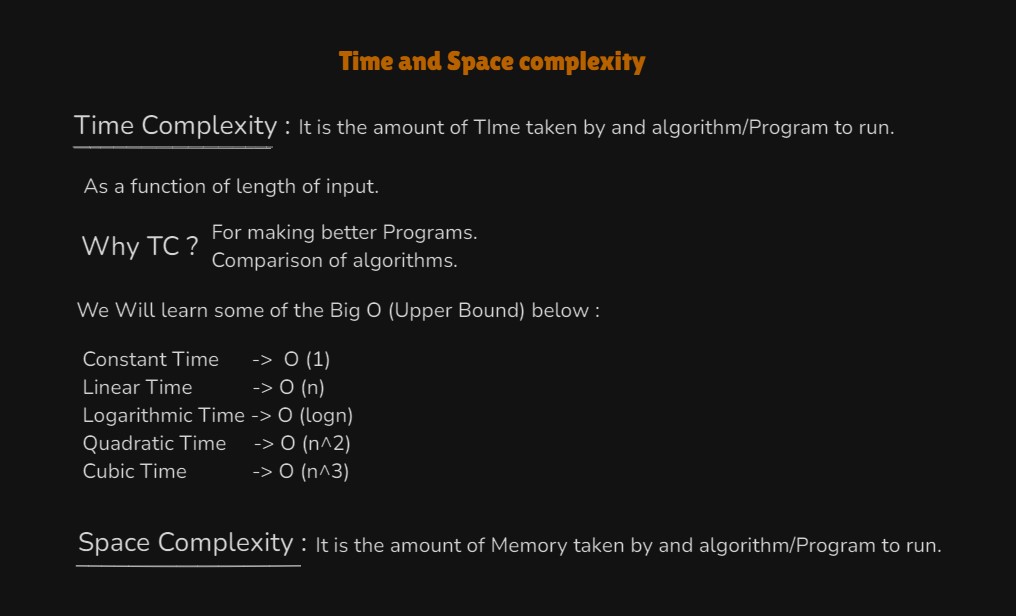 Time and Space complexity
Time Complexity : It is the amount of TIme taken by and algorithm/Program to run.
As a function of length of input.
Why TC ? For making better Programs.
Comparison of algorithms.
We Will learn some of the Big O (Upper Bound) below :
Constant Time -> O (1)
Linear Time -> O (n)
Logarithmic Time -> O (logn)
Quadratic Time -> O (n^2)
Cubic Time -> O (n^3)
Space Complexity : It is the amount of Memory taken by and algorithm/Program to run.